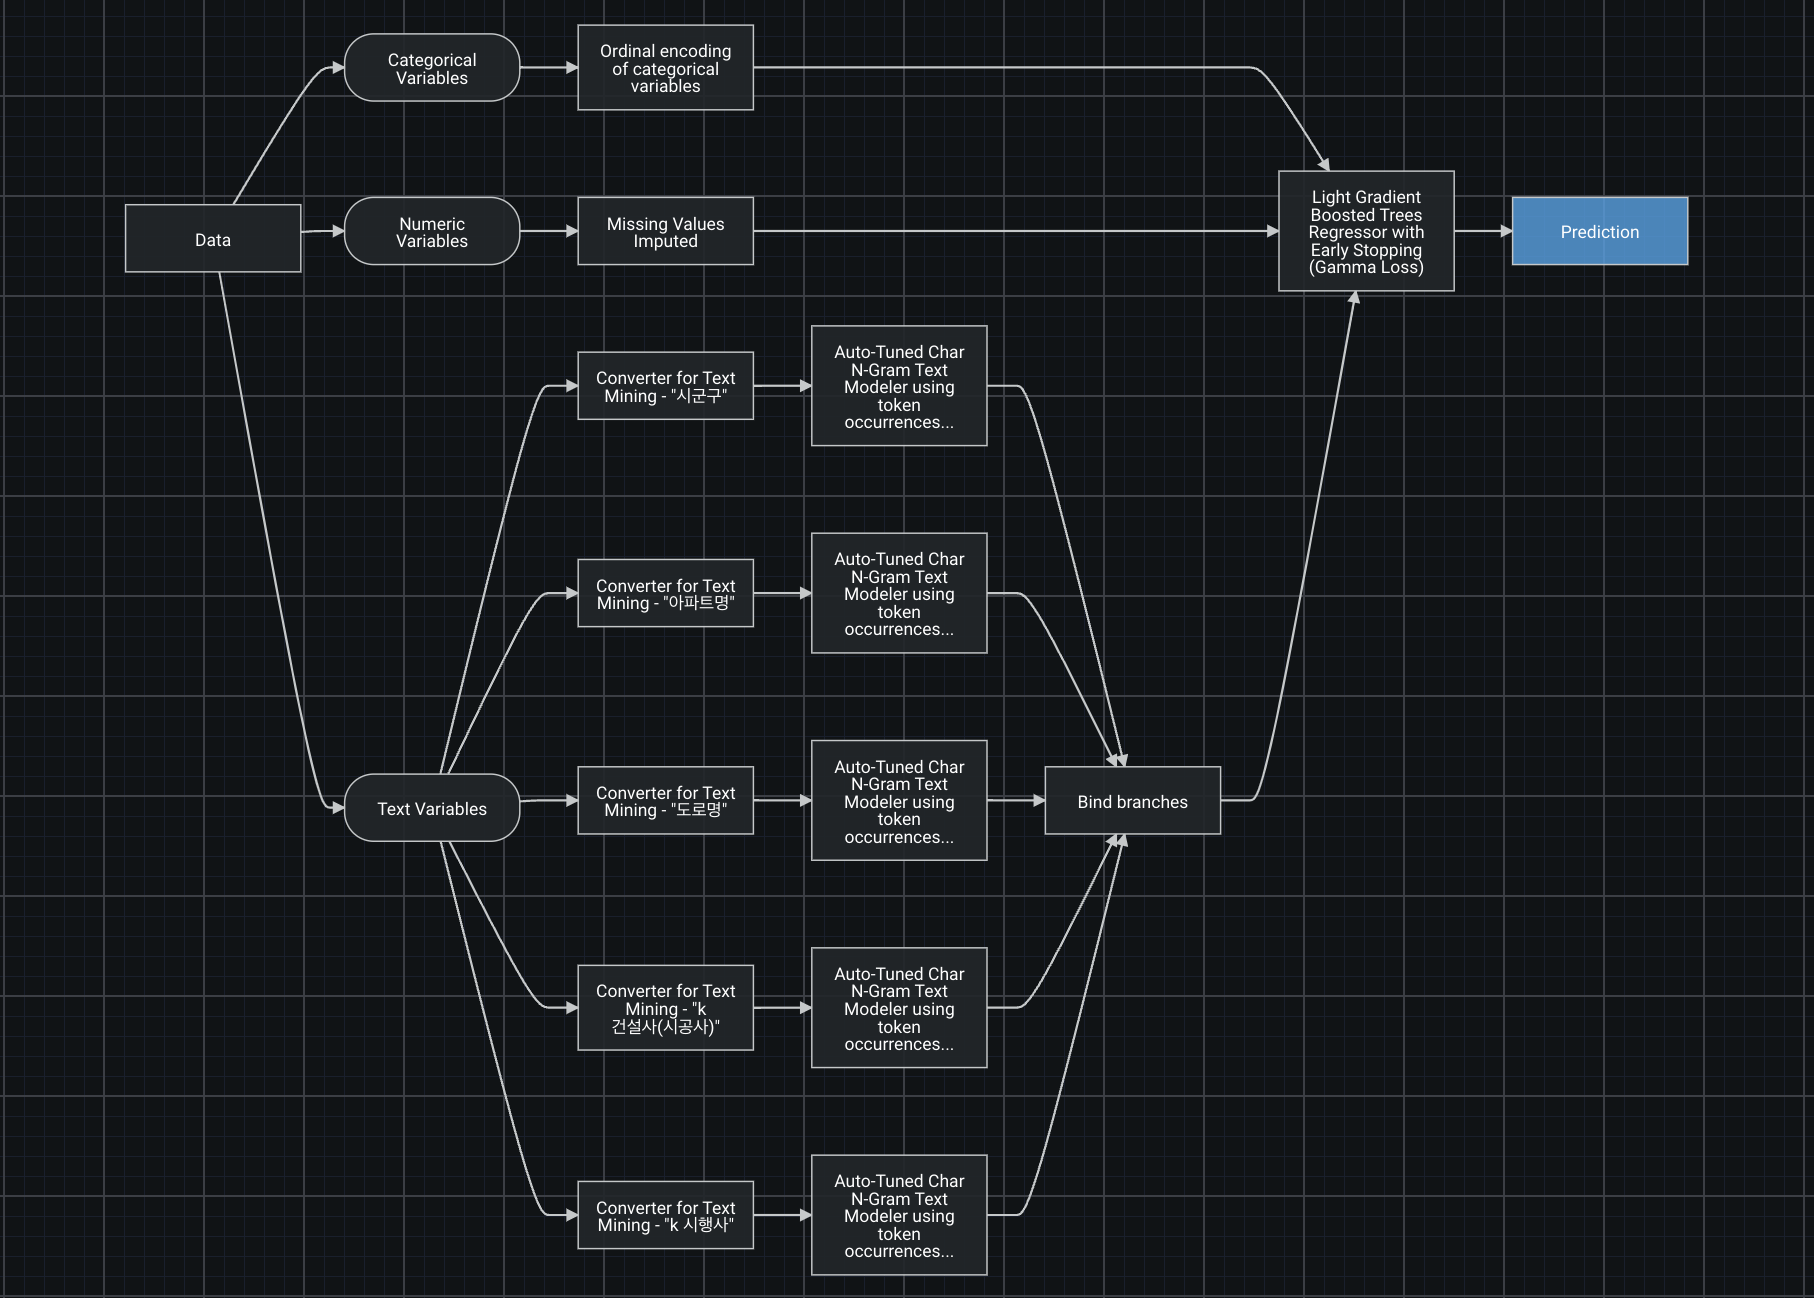 Categorical
Variables
Ordinal encoding
of categorical
variables
Data
Numeric
Variables
Missing Values
Imputed
Light Gradient
Boosted Trees
Regressor with
Early Stopping
(Gamma Loss)
Prediction
Converter for Text
Mining - "시군구"
Auto-Tuned Char
N-Gram Text
Modeler using
token
occurrences...
Converter for Text
Mining - "아파트명"
Auto-Tuned Char
N-Gram Text
Modeler using
token
occurrences...
Text Variables
Converter for Text
Mining - "도로명"
Auto-Tuned Char
N-Gram Text
Modeler using
token
occurrences...
Bind branches
Converter for Text
Mining - "k
건설사(시공사)"
Auto-Tuned Char
N-Gram Text
Modeler using
token
occurrences...
Converter for Text
Mining - "k 시행사"
Auto-Tuned Char
N-Gram Text
Modeler using
token
occurrences...